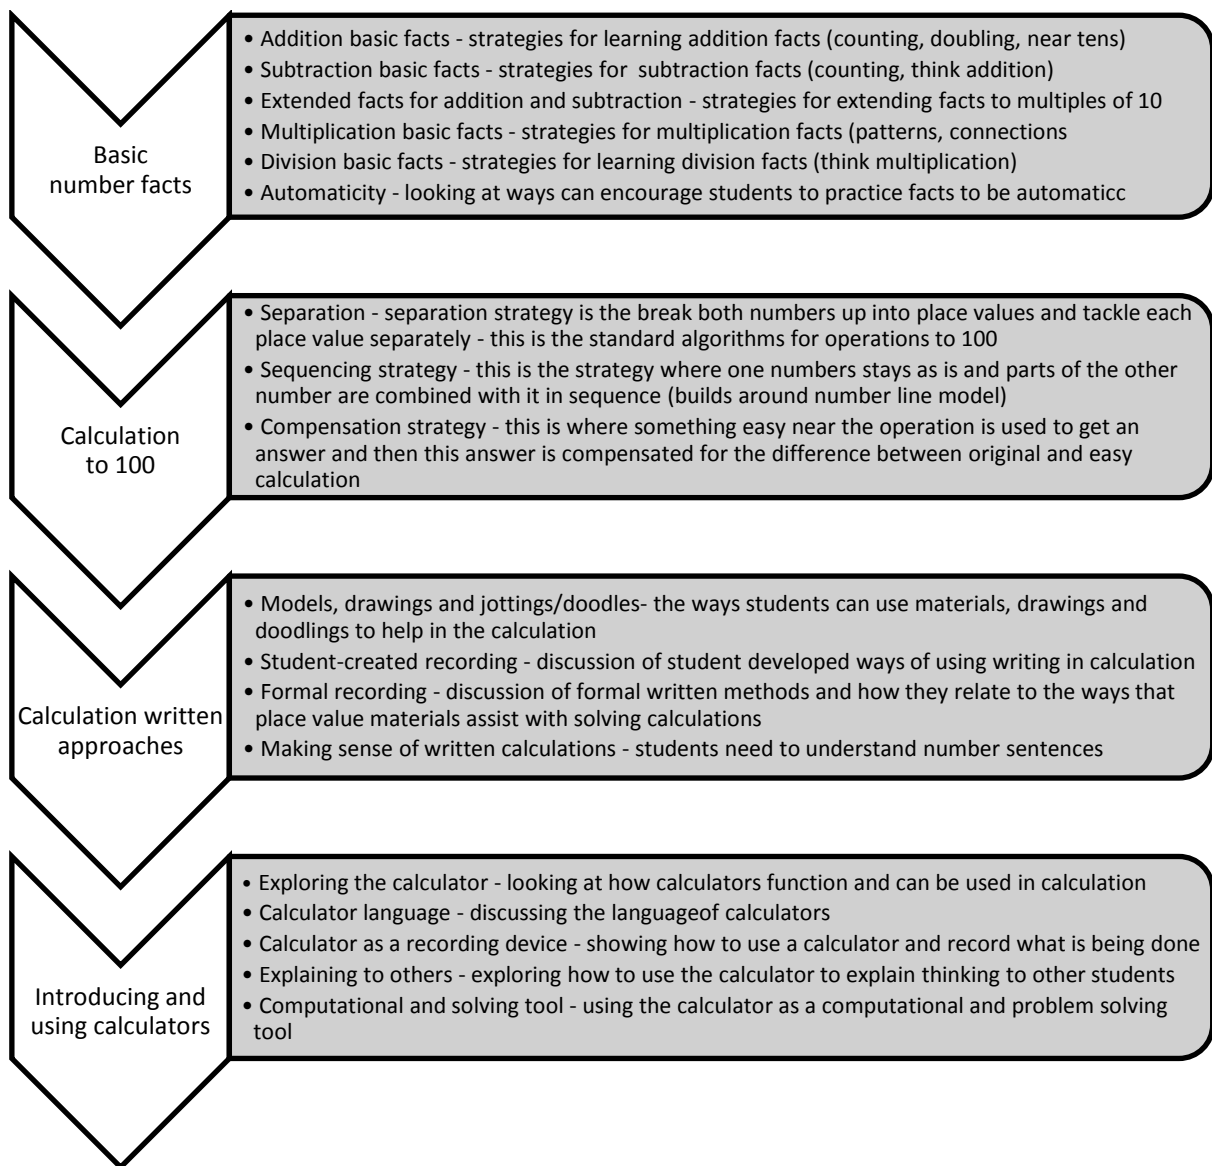 Basic
number facts
• Addition basic facts - strategies for learning addition facts (counting, doubling, near tens)
• Subtraction basic facts - strategies for  subtraction facts (counting, think addition)
• Extended facts for addition and subtraction - strategies for extending facts to multiples of 10
• Multiplication basic facts - strategies for multiplication facts (patterns, connections
• Division basic facts - strategies for learning division facts (think multiplication)
• Automaticity - looking at ways can encourage students to practice facts to be automaticc
Calculation
to 100
• Separation - separation strategy is the break both numbers up into place values and tackle each
place value separately - this is the standard algorithms for operations to 100
• Sequencing strategy - this is the strategy where one numbers stays as is and parts of the other
number are combined with it in sequence (builds around number line model)
• Compensation strategy - this is where something easy near the operation is used to get an
answer and then this answer is compensated for the difference between original and easy
calculation
Calculation written
approaches
• Models, drawings and jottings/doodles- the ways students can use materials, drawings and
doodlings to help in the calculation
• Student-created recording - discussion of student developed ways of using writing in calculation
• Formal recording - discussion of formal written methods and how they relate to the ways that
place value materials assist with solving calculations
• Making sense of written calculations - students need to understand number sentences
Introducing and
using calculators
• Exploring the calculator - looking at how calculators function and can be used in calculation
• Calculator language - discussing the languageof calculators
• Calculator as a recording device - showing how to use a calculator and record what is being done
• Explaining to others - exploring how to use the calculator to explain thinking to other students
• Computational and solving tool - using the calculator as a computational and problem solving
tool